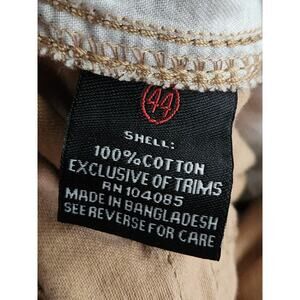 44
SHELL:
100%COTTON
EXCLUSIVE OF TRIMS
RN 104085
MADE IN BANGLADESH
SEE REVERSE FOR CARE